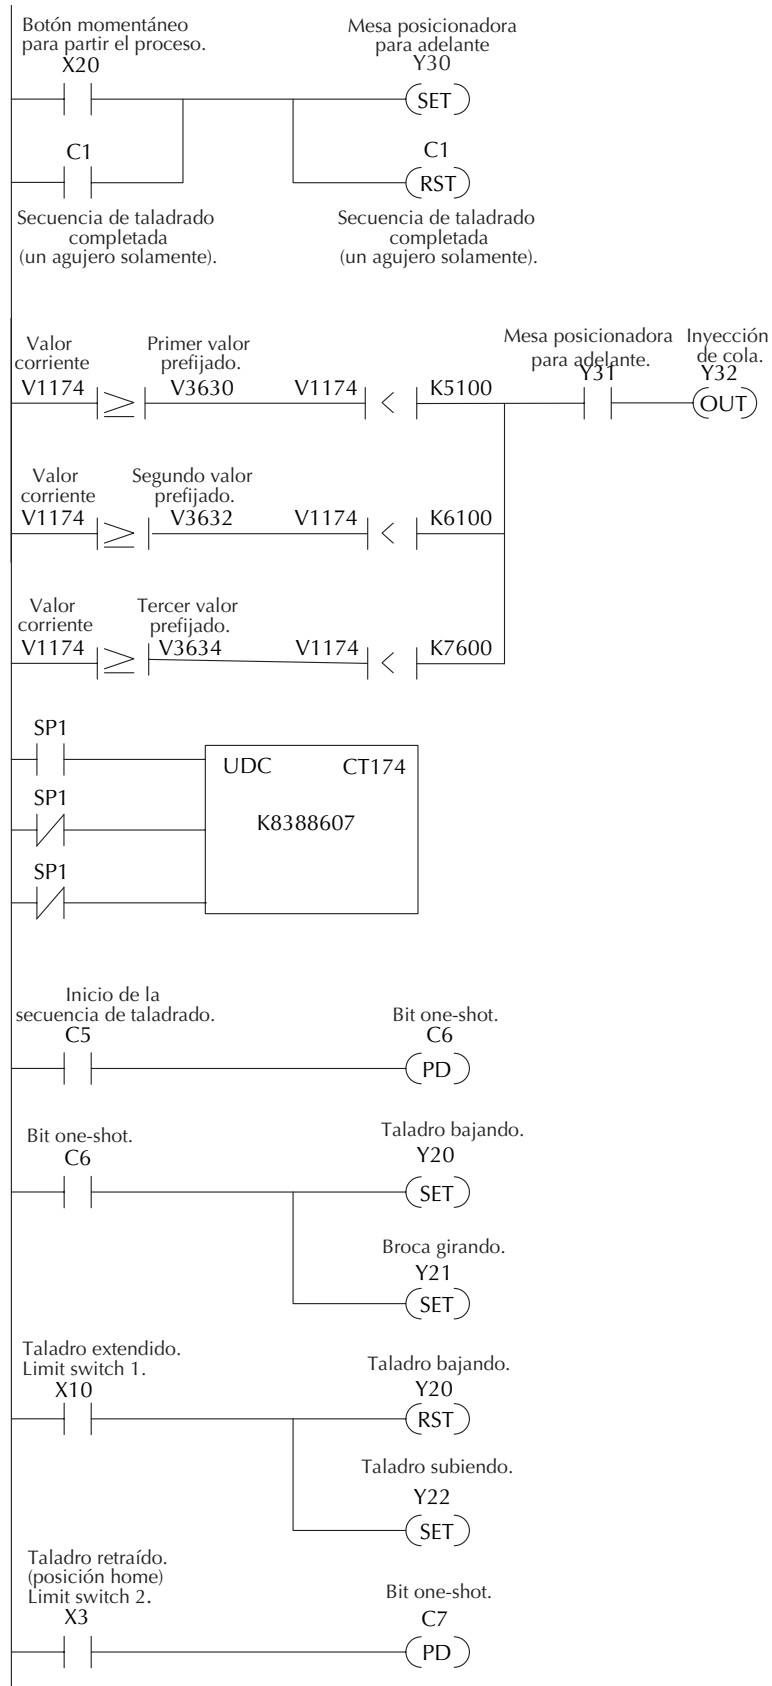 Botón momentáneo
para partir el proceso.
X20
Mesa posicionadora
para adelante
Y30
SET
C1
C1
RST
Secuencia de taladrado
completada
(un agujero solamente).
Secuencia de taladrado
completada
(un agujero solamente).
Valor
corriente
V1174
≥
Primer valor
prefijado.
V3630
V1174
<
K5100
Mesa posicionadora
para adelante.
Y31
Inyección
de cola.
Y32
OUT
Valor
corriente
V1174
≥
Segundo valor
prefijado.
V3632
V1174
<
K6100
Valor
corriente
V1174
≥
Tercer valor
prefijado.
V3634
V1174
<
K7600
SP1
UDC CT174
SP1
K8388607
SP1
Inicio de la
secuencia de taladrado.
C5
Bit one-shot.
C6
PD
Bit one-shot.
C6
Taladro bajando.
Y20
SET
Broca girando.
Y21
SET
Taladro extendido.
Limit switch 1.
X10
Taladro bajando.
Y20
RST
Taladro subiendo.
Y22
SET
Taladro retraído.
(posición home)
Limit switch 2.
X3
Bit one-shot.
C7
PD